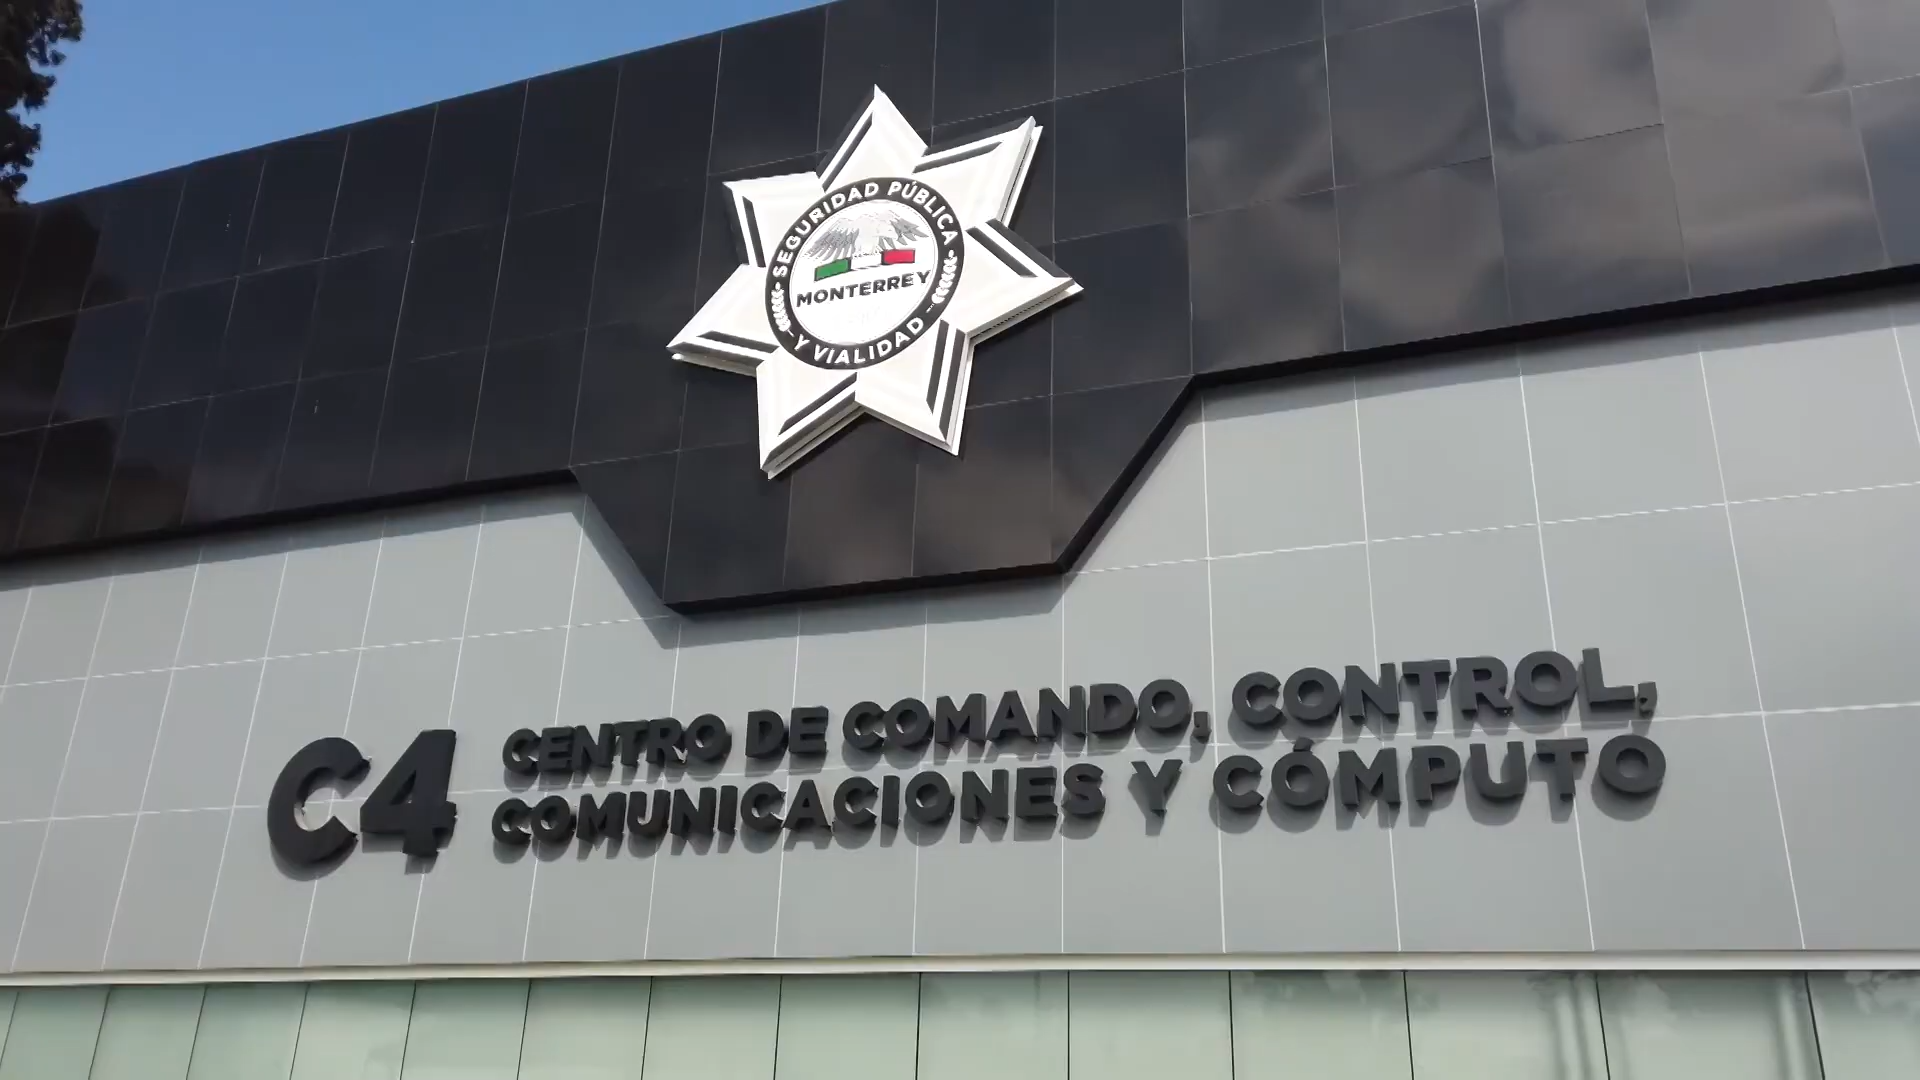 SEGURIDAD PÚBLICA
MONTERREY
Y VIALIDAD
C4
CENTRO DE COMANDO, CONTROL,
COMUNICACIONES Y CÓMPUTO